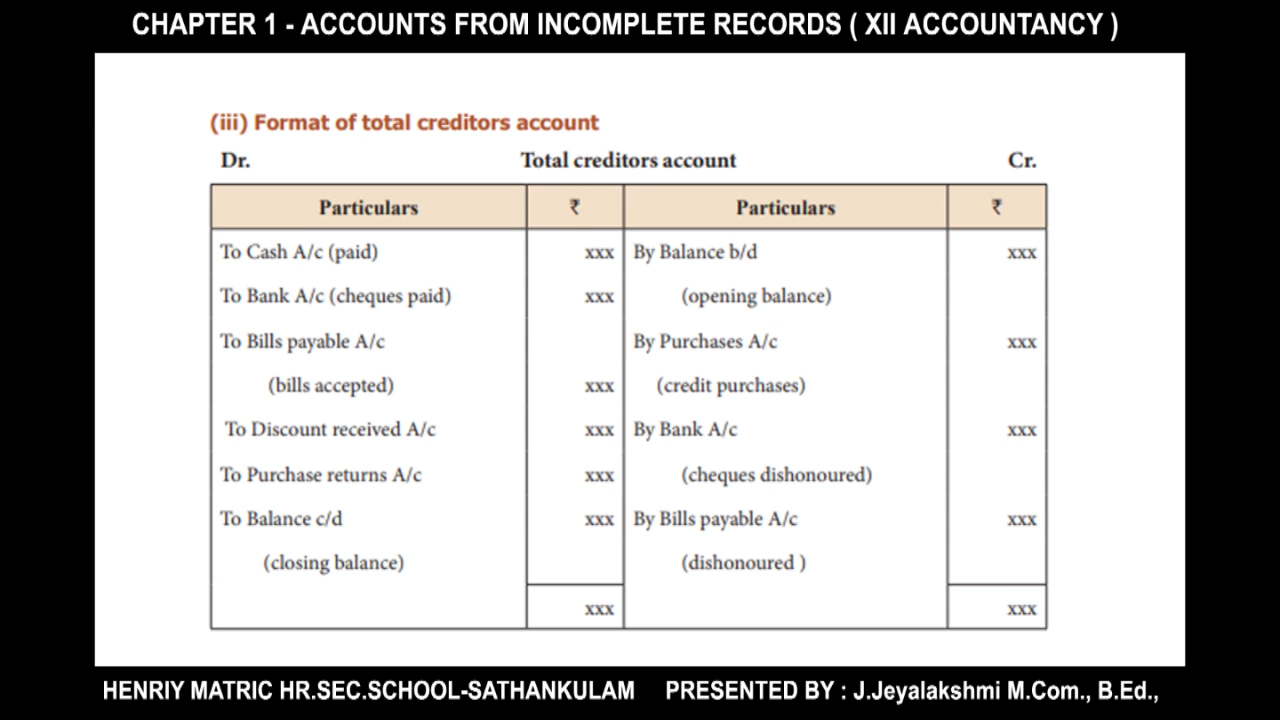 CHAPTER 1 - ACCOUNTS FROM INCOMPLETE RECORDS ( XII ACCOUNTANCY )
(iii) Format of total creditors account
Dr. Total creditors account Cr.
Particulars ₹ Particulars ₹
To Cash A/c (paid) xxx By Balance b/d xxx
To Bank A/c (cheques paid) xxx (opening balance)
To Bills payable A/c By Purchases A/c xxx
(bills accepted) xxx (credit purchases)
To Discount received A/c xxx By Bank A/c xxx
To Purchase returns A/c xxx (cheques dishonoured)
To Balance c/d xxx By Bills payable A/c xxx
(closing balance) (dishonoured )
xxx xxx
HENRIY MATRIC HR.SEC.SCHOOL-SATHANKULAM PRESENTED BY : J.Jeyalakshmi M.Com., B.Ed.,